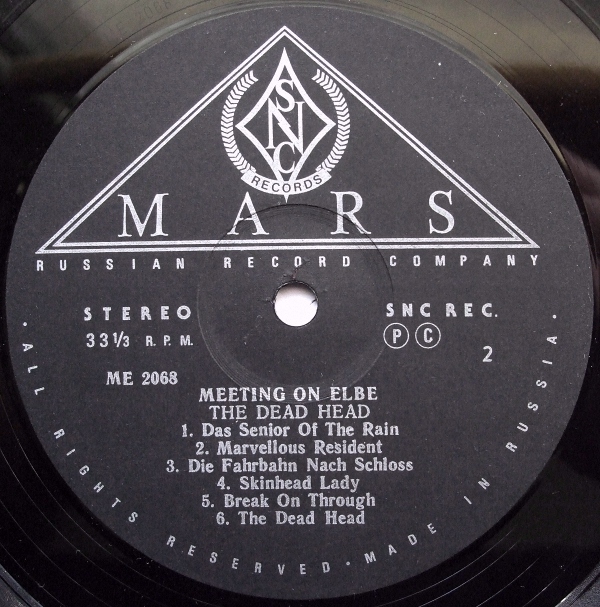 SNC
RECORDS
MARS
RUSSIAN RECORD COMPANY
STEREO
SNC REC.
33 1/3 R. P. M.
P C
2
ME 2068
MEETING ON ELBE
THE DEAD HEAD
1. Das Senior Of The Rain
2. Marvellous Resident
3. Die Fahrbahn Nach Schloss
4. Skinhead Lady
5. Break On Through
6. The Dead Head
· ALL RIGHTS RESERVED · MADE IN RUSSIA ·